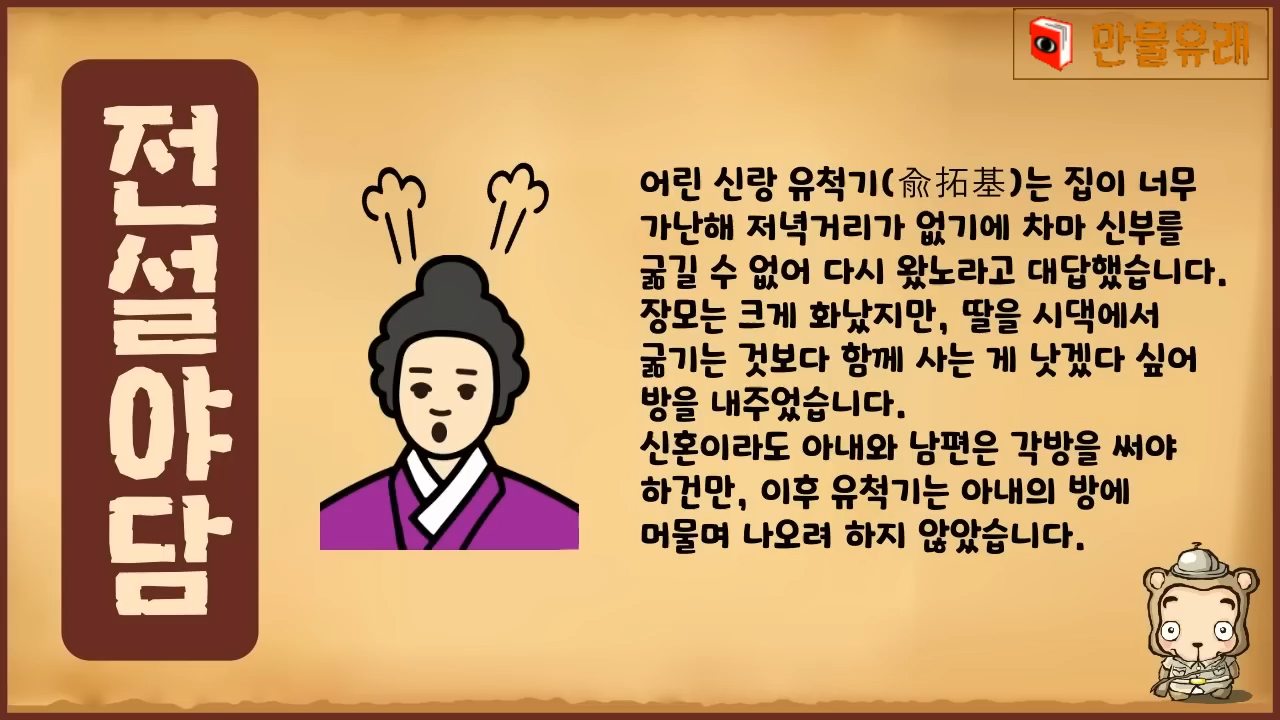 만물유래
전설야담
어린 신랑 유척기(兪拓基)는 집이 너무
가난해 저녁거리가 없기에 차마 신부를
굶길 수 없어 다시 왔노라고 대답했습니다.
장모는 크게 화났지만, 딸을 시댁에서
굶기는 것보다 함께 사는 게 낫겠다 싶어
방을 내주었습니다.
신혼이라도 아내와 남편은 각방을 써야
하건만, 이후 유척기는 아내의 방에
머물며 나오려 하지 않았습니다.